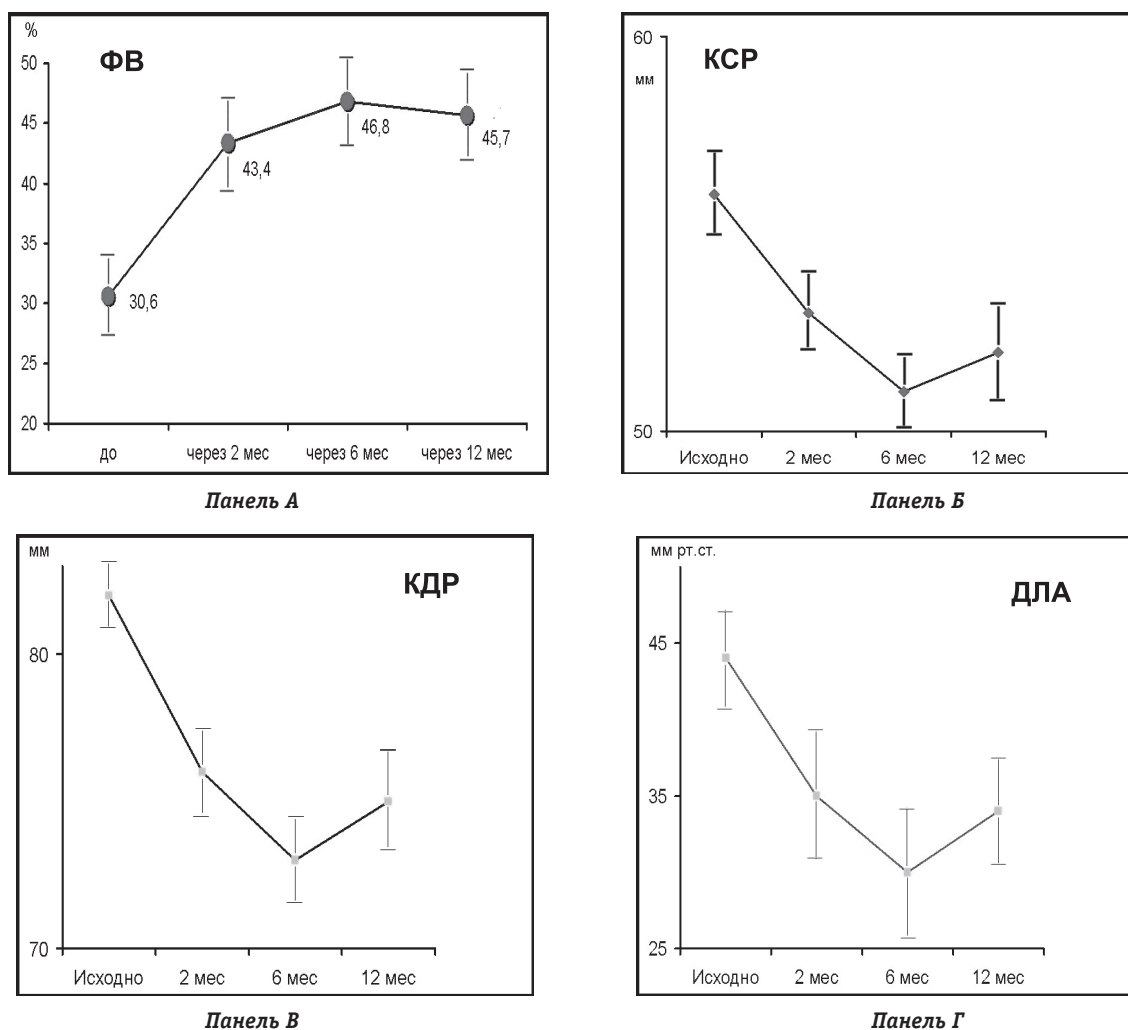 %
ФВ
50
45
40
35
30
25
20
30,6
43,4
46,8
45,7
до
через 2 мес
через 6 мес
через 12 мес
Панель А
60
мм
КСР
50
Исходно
2 мес
6 мес
12 мес
Панель Б
мм
КДР
80
70
Исходно
2 мес
6 мес
12 мес
Панель В
мм рт.ст.
ДЛА
45
35
25
Исходно
2 мес
6 мес
12 мес
Панель Г